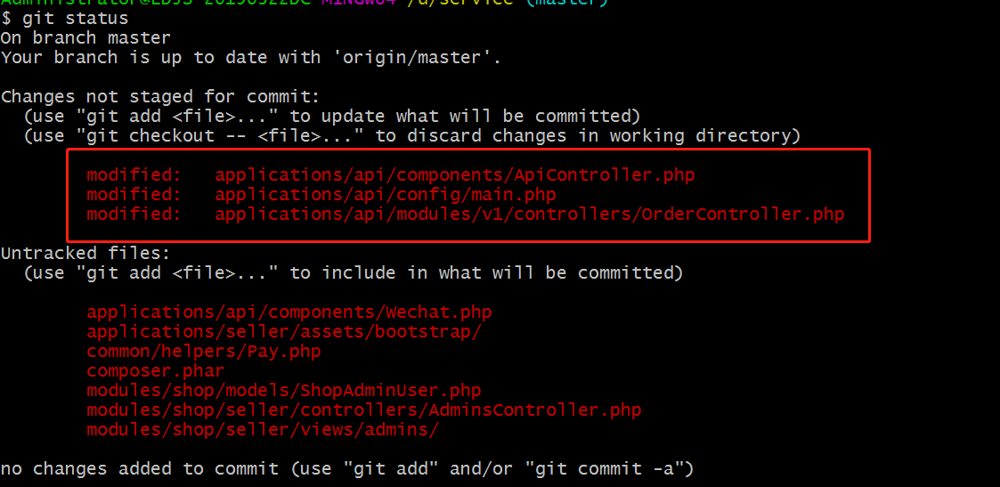 $ git status
On branch master
Your branch is up to date with 'origin/master'.
Changes not staged for commit:
(use "git add <file>..." to update what will be committed)
(use "git checkout -- <file>..." to discard changes in working directory)
modified: applications/api/components/ApiController.php
modified: applications/api/config/main.php
modified: applications/api/modules/v1/controllers/OrderController.php
Untracked files:
(use "git add <file>..." to include in what will be committed)
applications/api/components/Wechat.php
applications/seller/assets/bootstrap/
common/helpers/Pay.php
composer.phar
modules/shop/models/ShopAdminUser.php
modules/shop/seller/controllers/AdminsController.php
modules/shop/seller/views/admins/
no changes added to commit (use "git add" and/or "git commit -a")